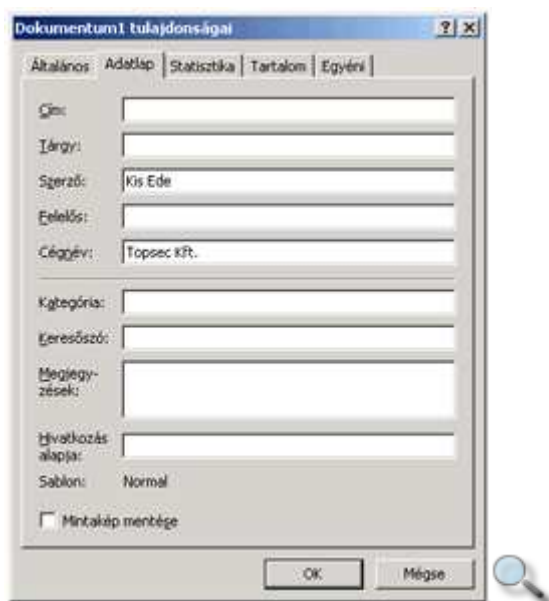 Dokumentum1 tulajdonságai
Általános Adatlap Statisztika Tartalom Egyéni
Cím:
Tárgy:
Szerző: Kis Ede
Felelős:
Cégnév: Topsec Kft.
Kategória:
Keresőszó:
Megjegy-
zések:
Hivatkozás
alapja:
Sablon: Normal
Mintakép mentése
OK Mégse